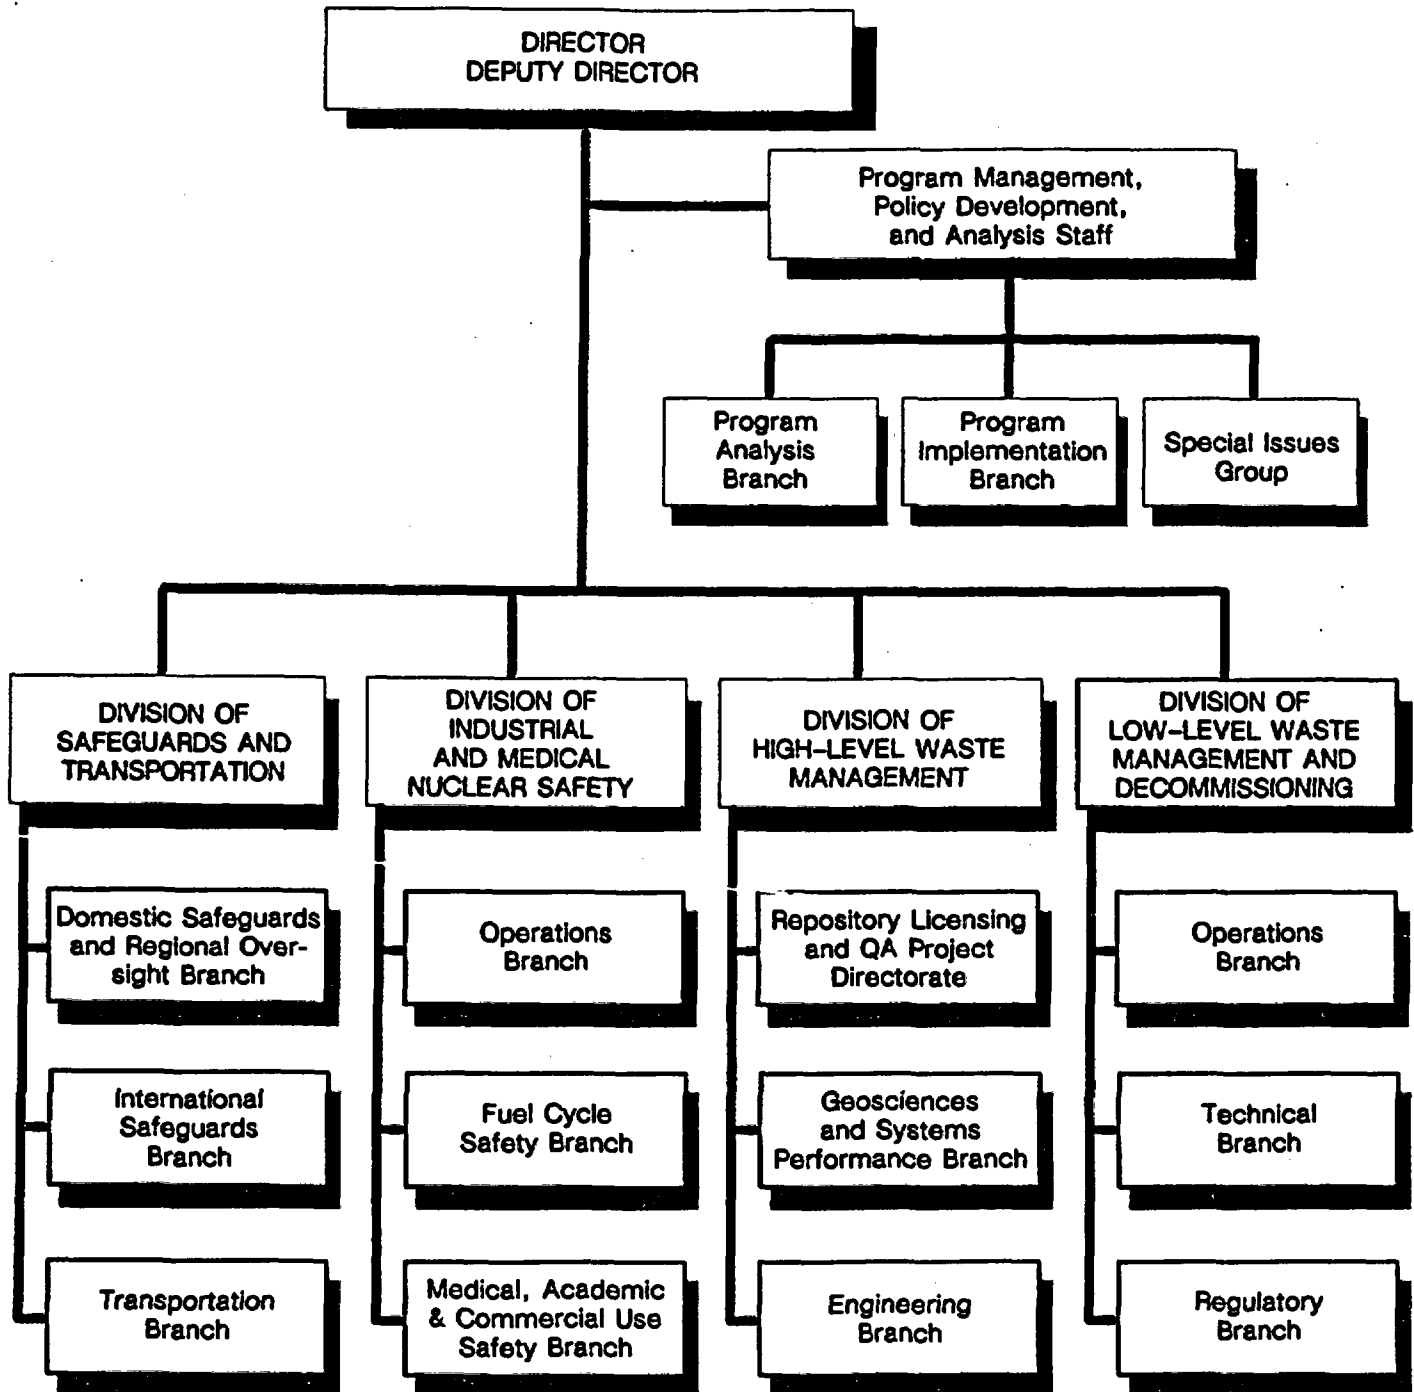 DIRECTOR
DEPUTY DIRECTOR
Program Management,
Policy Development,
and Analysis Staff
Program
Analysis
Branch
Program
Implementation
Branch
Special Issues
Group
DIVISION OF
SAFEGUARDS AND
TRANSPORTATION
DIVISION OF
INDUSTRIAL
AND MEDICAL
NUCLEAR SAFETY
DIVISION OF
HIGH-LEVEL WASTE
MANAGEMENT
DIVISION OF
LOW-LEVEL WASTE
MANAGEMENT AND
DECOMMISSIONING
Domestic Safeguards
and Regional Over-
sight Branch
Operations
Branch
Repository Licensing
and QA Project
Directorate
Operations
Branch
International
Safeguards
Branch
Fuel Cycle
Safety Branch
Geosciences
and Systems
Performance Branch
Technical
Branch
Transportation
Branch
Medical, Academic
& Commercial Use
Safety Branch
Engineering
Branch
Regulatory
Branch